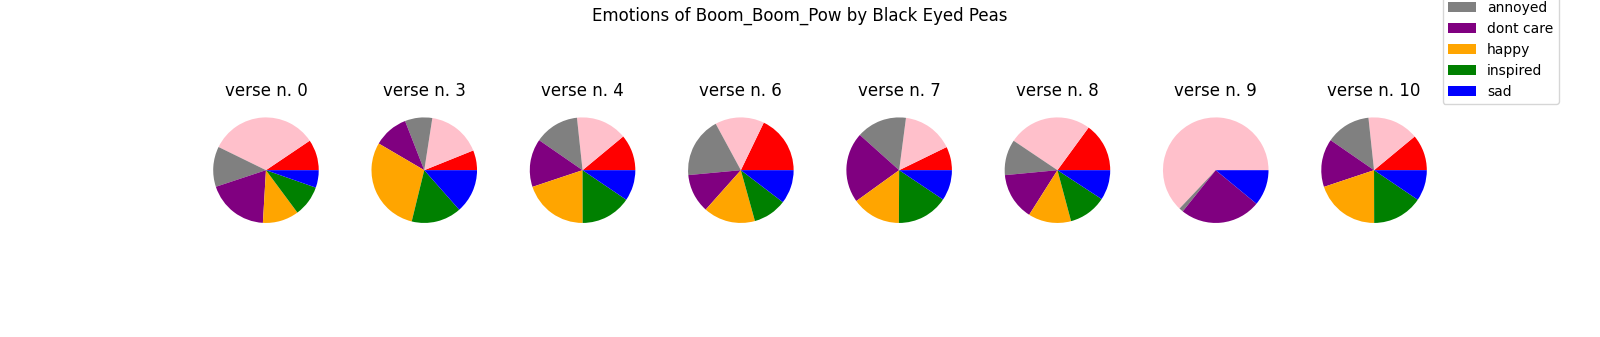 Emotions of Boom_Boom_Pow by Black Eyed Peas
annoyed
dont care
happy
inspired
sad
verse n. 0
verse n. 3
verse n. 4
verse n. 6
verse n. 7
verse n. 8
verse n. 9
verse n. 10